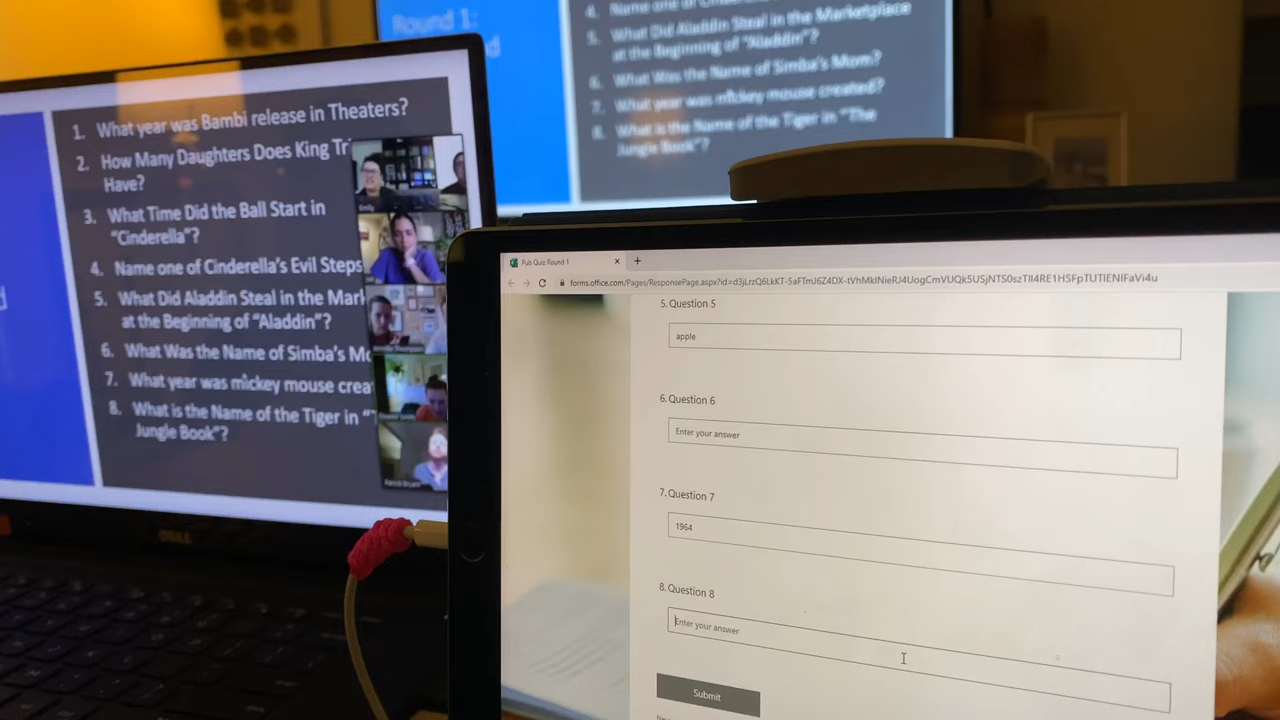 1. What year was Bambi release in Theaters?
2. How Many Daughters Does King Tr
Have?
3. What Time Did the Ball Start in
"Cinderella"?
4. Name one of Cinderella's Evil Steps
5. What Did Aladdin Steal in the Mark
at the Beginning of "Aladdin"?
6. What Was the Name of Simba's Mo
7. What year was mickey mouse crea
8. What is the Name of the Tiger in "
Jungle Book"?
DELL
Round 1:
4. Name one of
5. What Did Aladdin Steal in the Marketplace
at the Beginning of "Aladdin"?
6. What Was the Name of Simba's Mom?
7. What year was mickey mouse created?
8. What is the Name of the Tiger in "The
Jungle Book"?
Pub Quiz Round 1
5. Question 5
apple
6. Question 6
Enter your answer
7. Question 7
1964
8. Question 8
Enter your answer
Submit